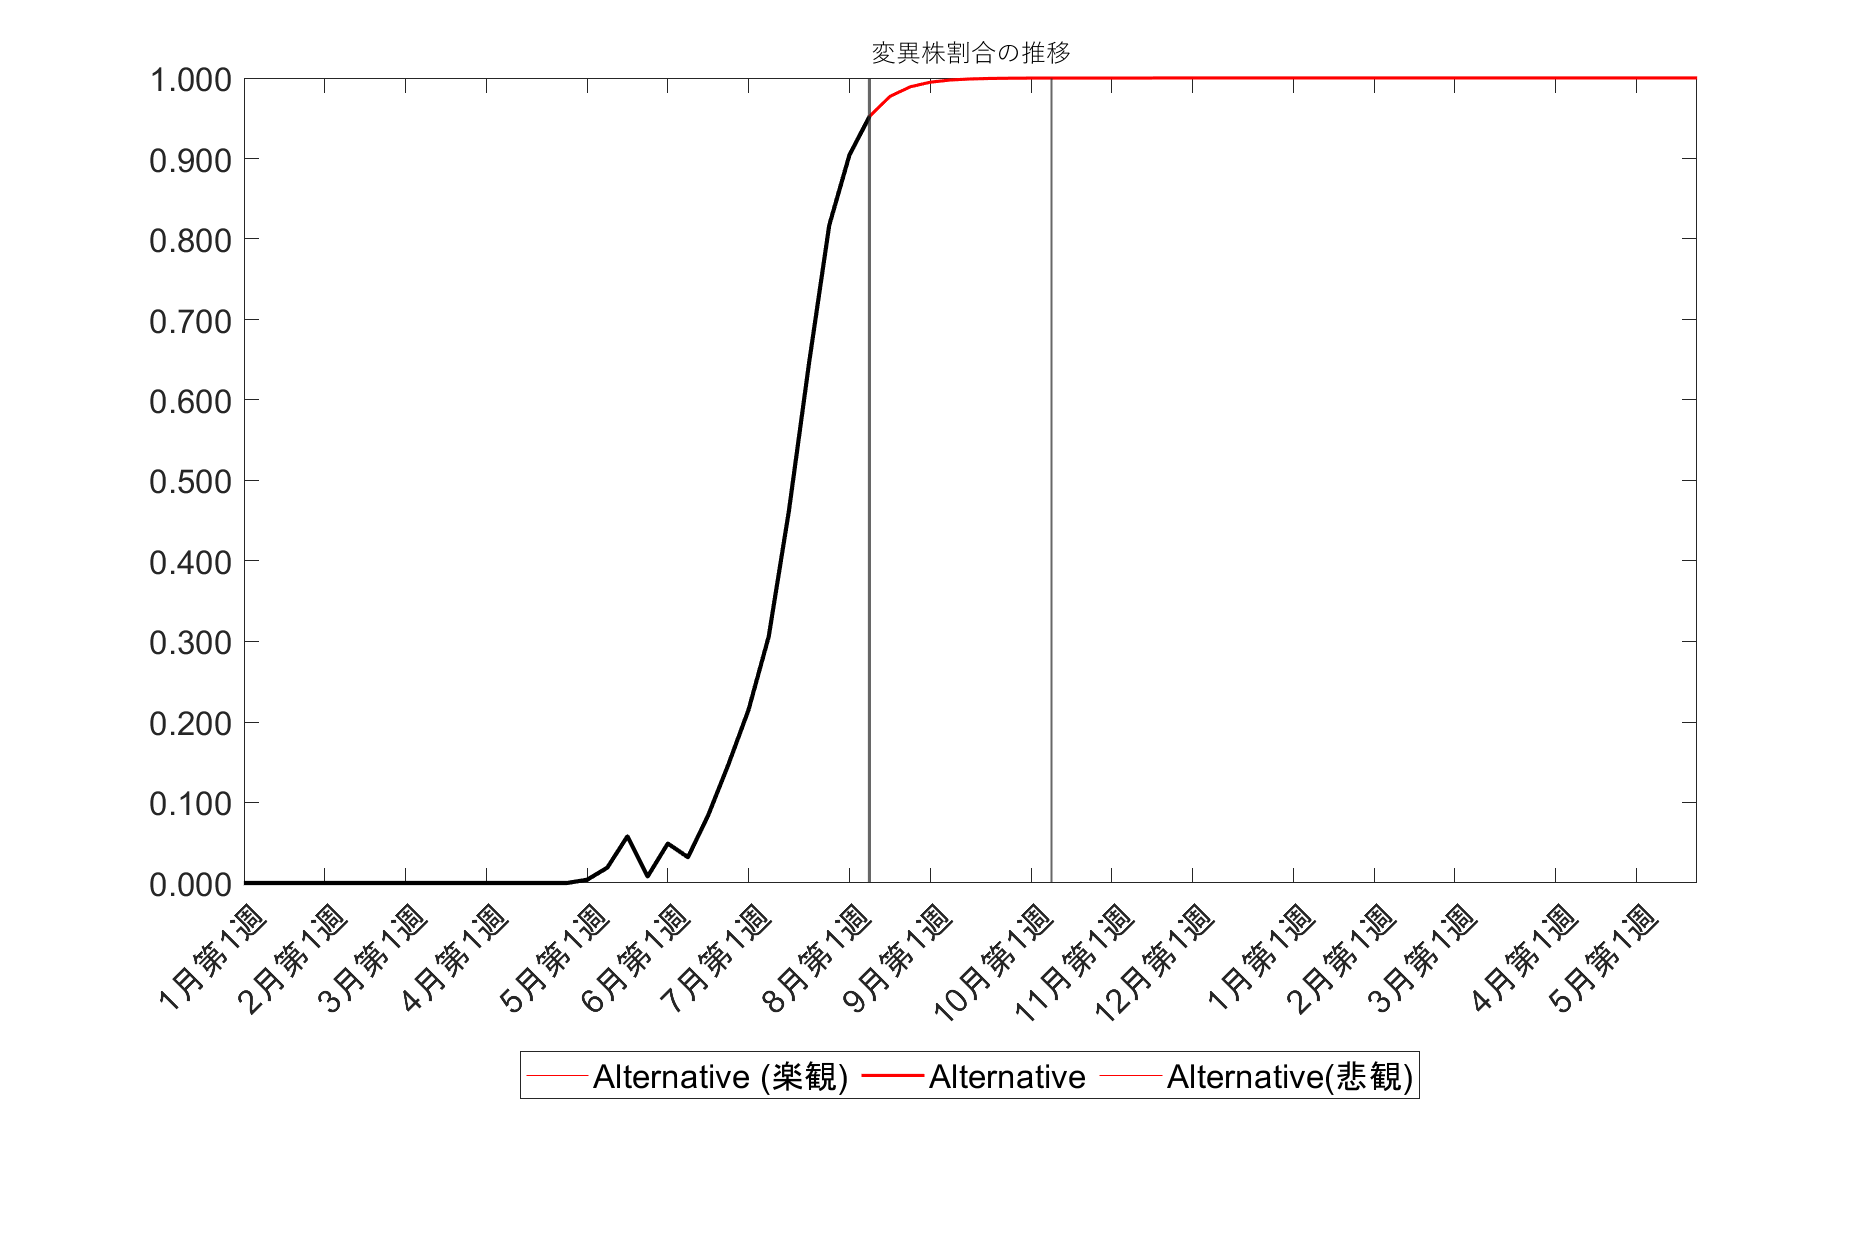 変異株割合の推移
1.000
0.900
0.800
0.700
0.600
0.500
0.400
0.300
0.200
0.100
0.000
1月第1週
2月第1週
3月第1週
4月第1週
5月第1週
6月第1週
7月第1週
8月第1週
9月第1週
10月第1週
11月第1週
12月第1週
1月第1週
2月第1週
3月第1週
4月第1週
5月第1週
Alternative (楽観) Alternative Alternative(悲観)